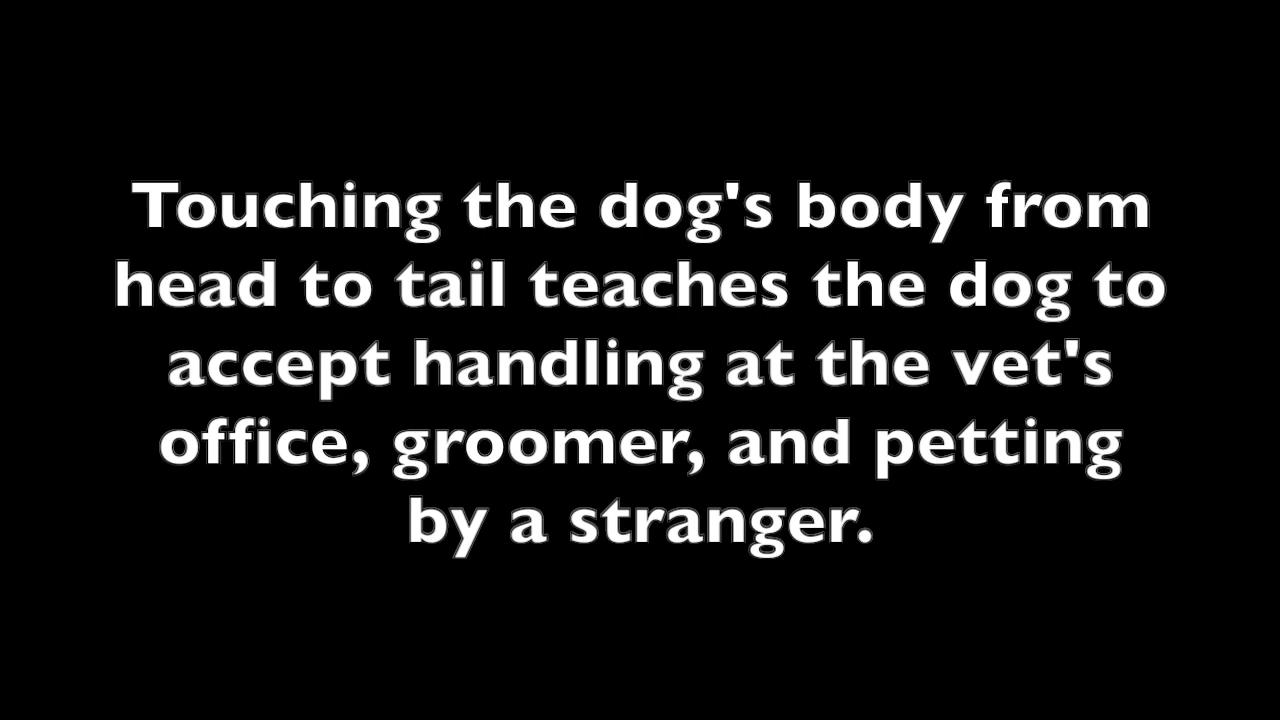 Touching the dog's body from
head to tail teaches the dog to
accept handling at the vet's
office, groomer, and petting
by a stranger.